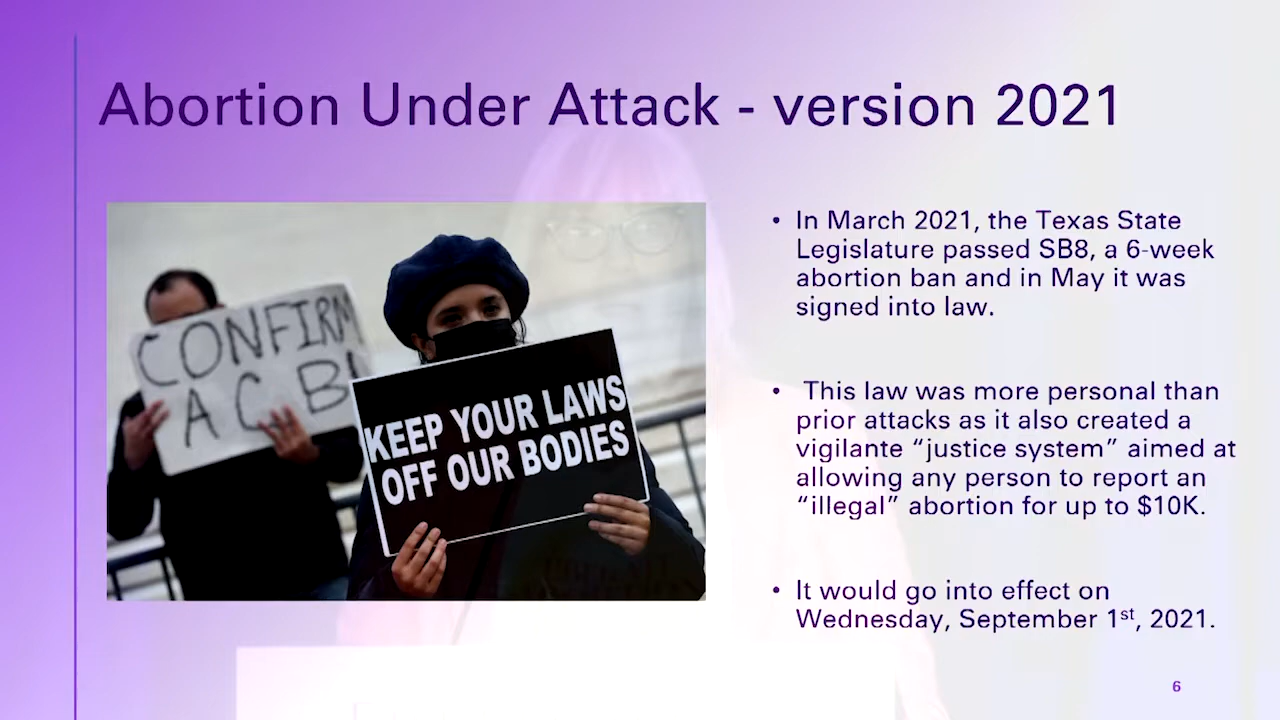 Abortion Under Attack - version 2021
CONFIRM
ACB
KEEP YOUR LAWS
OFF OUR BODIES
• In March 2021, the Texas State
Legislature passed SB8, a 6-week
abortion ban and in May it was
signed into law.
• This law was more personal than
prior attacks as it also created a
vigilante “justice system” aimed at
allowing any person to report an
“illegal” abortion for up to $10K.
• It would go into effect on
Wednesday, September 1st, 2021.
6